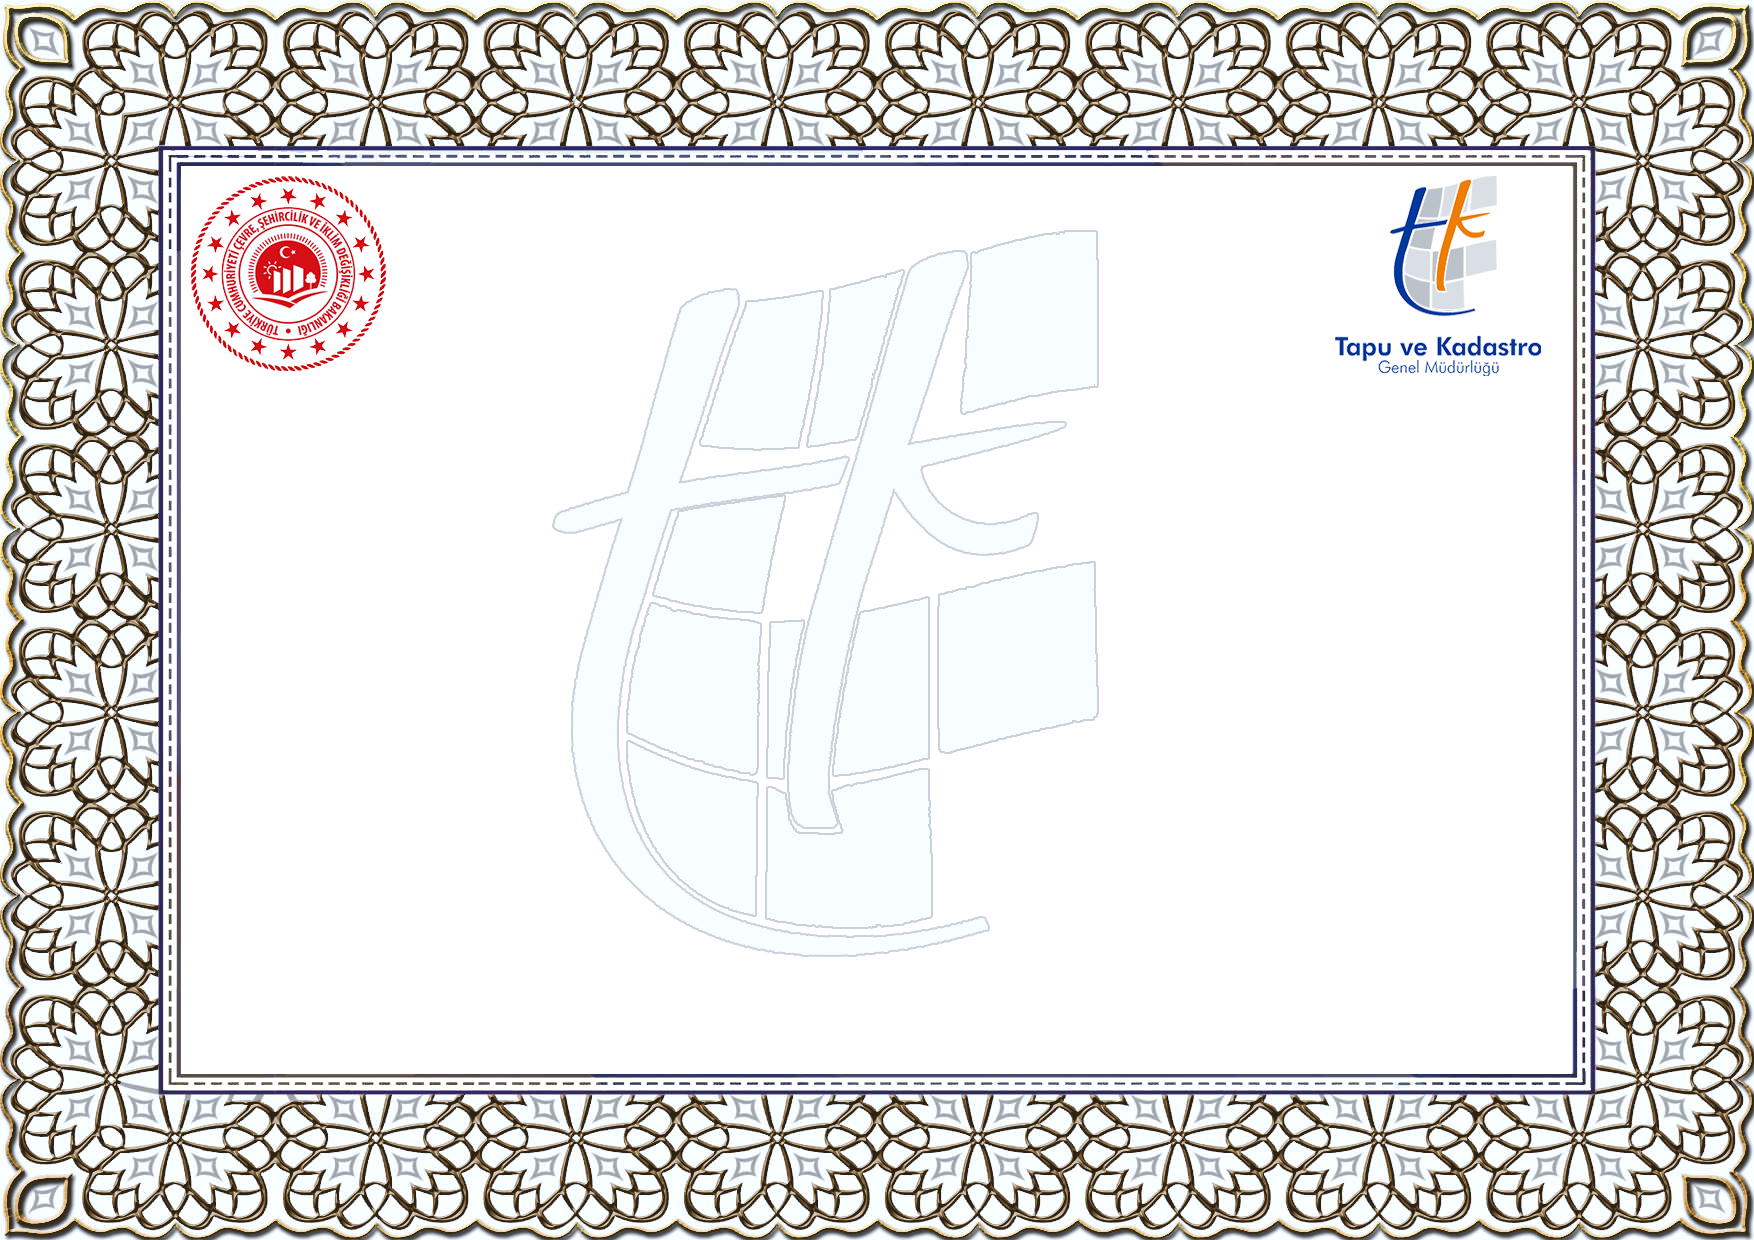 TÜRKİYE CUMHURİYETİ ÇEVRE, ŞEHİRCİLİK VE İKLİM DEĞİŞİKLİĞİ BAKANLIĞI
Tapu ve Kadastro
Genel Müdürlüğü